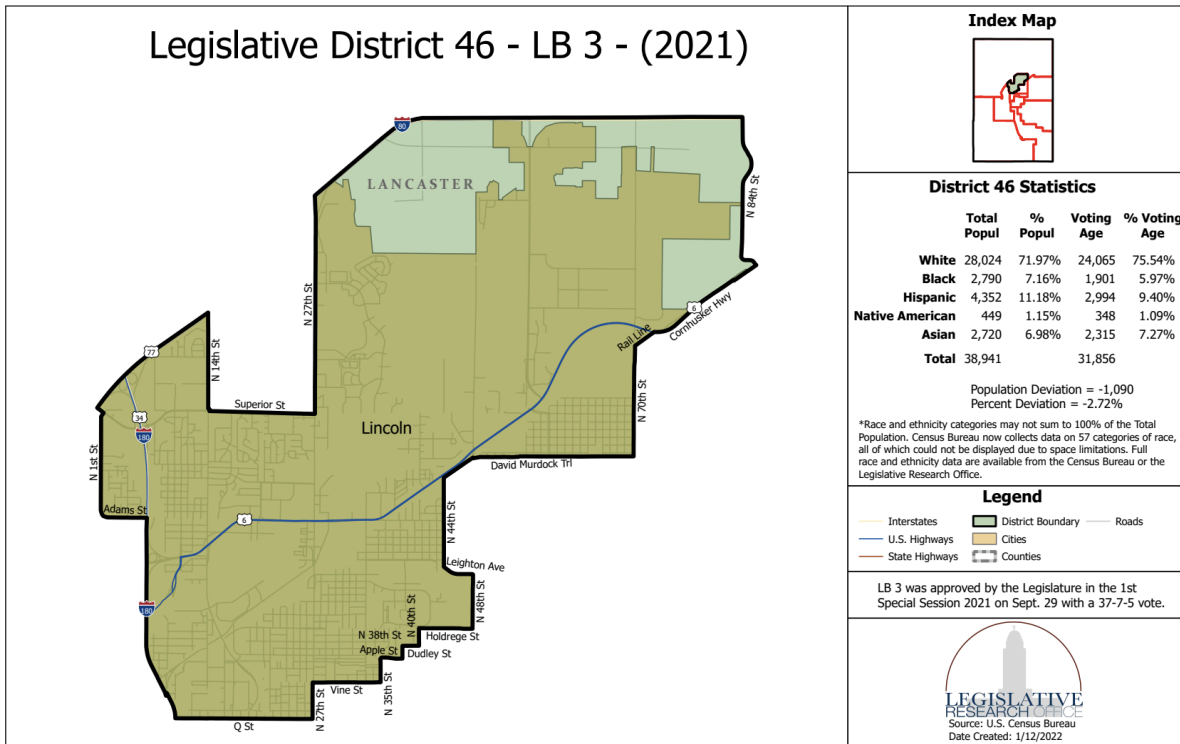 Legislative District 46 - LB 3 - (2021)
80
LANCASTER
N 84th St
N 27th St
6
Cornhusker Hwy
Rail Line
77
N 14th St
N 70th St
Superior St
34
Lincoln
180
N 1st St
David Murdock Trl
Adams St
6
N 44th St
Leighton Ave
180
N 48th St
N 40th St
N 38th St
Holdrege St
Apple St
Dudley St
N 35th St
Vine St
N 27th St
Q St
Index Map
District 46 Statistics
Total Popul % Popul Voting Age % Voting Age
White 28,024 71.97% 24,065 75.54%
Black 2,790 7.16% 1,901 5.97%
Hispanic 4,352 11.18% 2,994 9.40%
Native American 449 1.15% 348 1.09%
Asian 2,720 6.98% 2,315 7.27%
Total 38,941 31,856
Population Deviation = -1,090
Percent Deviation = -2.72%
*Race and ethnicity categories may not sum to 100% of the Total
Population. Census Bureau now collects data on 57 categories of race,
all of which could not be displayed due to space limitations. Full
race and ethnicity data are available from the Census Bureau or the
Legislative Research Office.
Legend
Interstates District Boundary Roads
U.S. Highways Cities
State Highways Counties
LB 3 was approved by the Legislature in the 1st
Special Session 2021 on Sept. 29 with a 37-7-5 vote.
LEGISLATIVE
RESEARCH OFFICE
Source: U.S. Census Bureau
Date Created: 1/12/2022